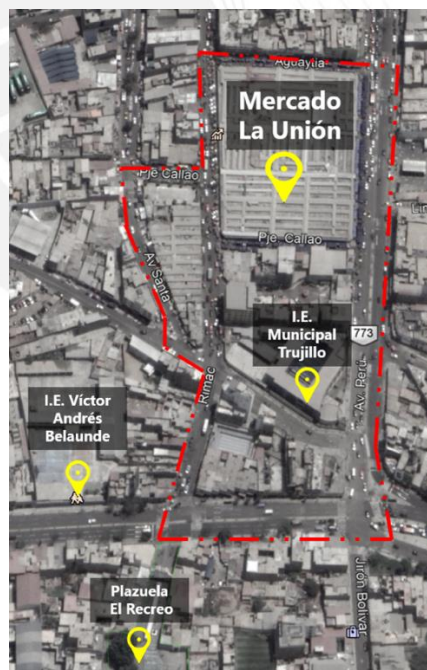 Aguaytia
Mercado
La Unión
Pje. Callao
Pje. Callao
Av Santa
I.E.
Municipal
Trujillo
773
Rimac
Av. Perú
I.E. Víctor
Andrés
Belaunde
Jirón Bolívar
Plazuela
El Recreo